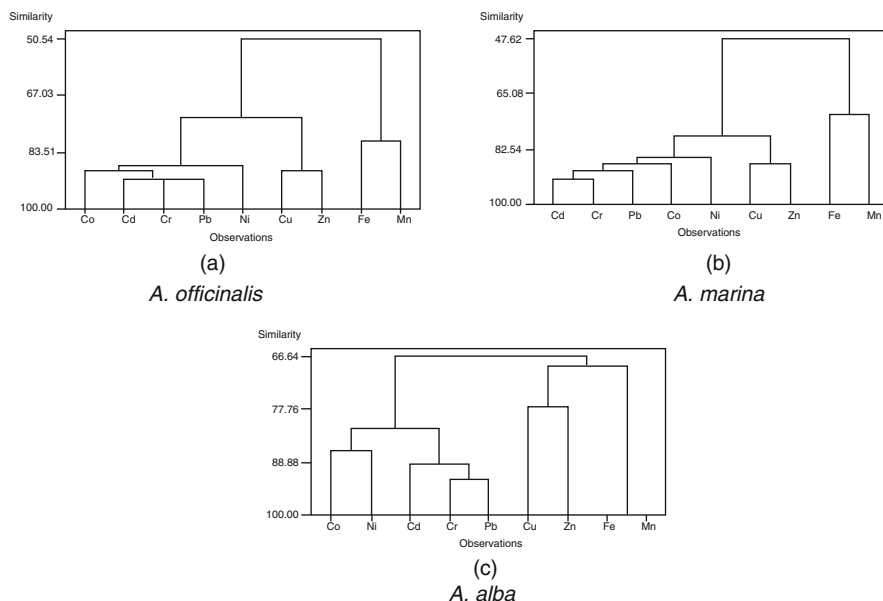 Similarity
50.54
67.03
83.51
100.00
Co Cd Cr Pb Ni Cu Zn Fe Mn
Observations
(a)
A. officinalis
Similarity
47.62
65.08
82.54
100.00
Cd Cr Pb Co Ni Cu Zn Fe Mn
Observations
(b)
A. marina
Similarity
66.64
77.76
88.88
100.00
Co Ni Cd Cr Pb Cu Zn Fe Mn
Observations
(c)
A. alba